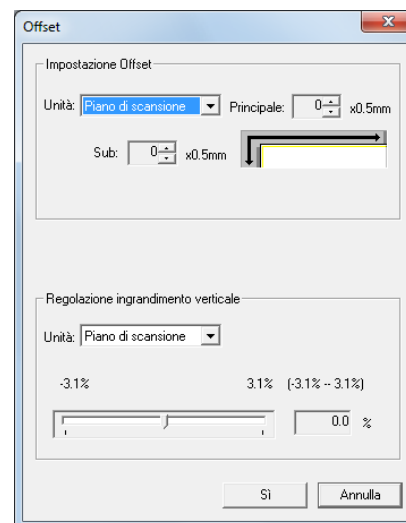 Offset
Impostazione Offset
Unità: Piano di scansione Principale: 0 x0.5mm
Sub: 0 x0.5mm
Regolazione ingrandimento verticale
Unità: Piano di scansione
-3.1% 3.1% (-3.1% -- 3.1%)
0.0 %
Sì Annulla